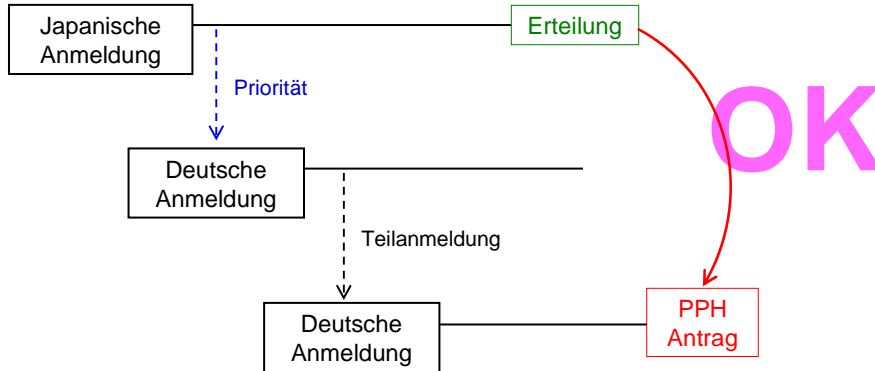 Japanische
Anmeldung
Erteilung
Priorität
OK
Deutsche
Anmeldung
Teilanmeldung
Deutsche
Anmeldung
PPH
Antrag